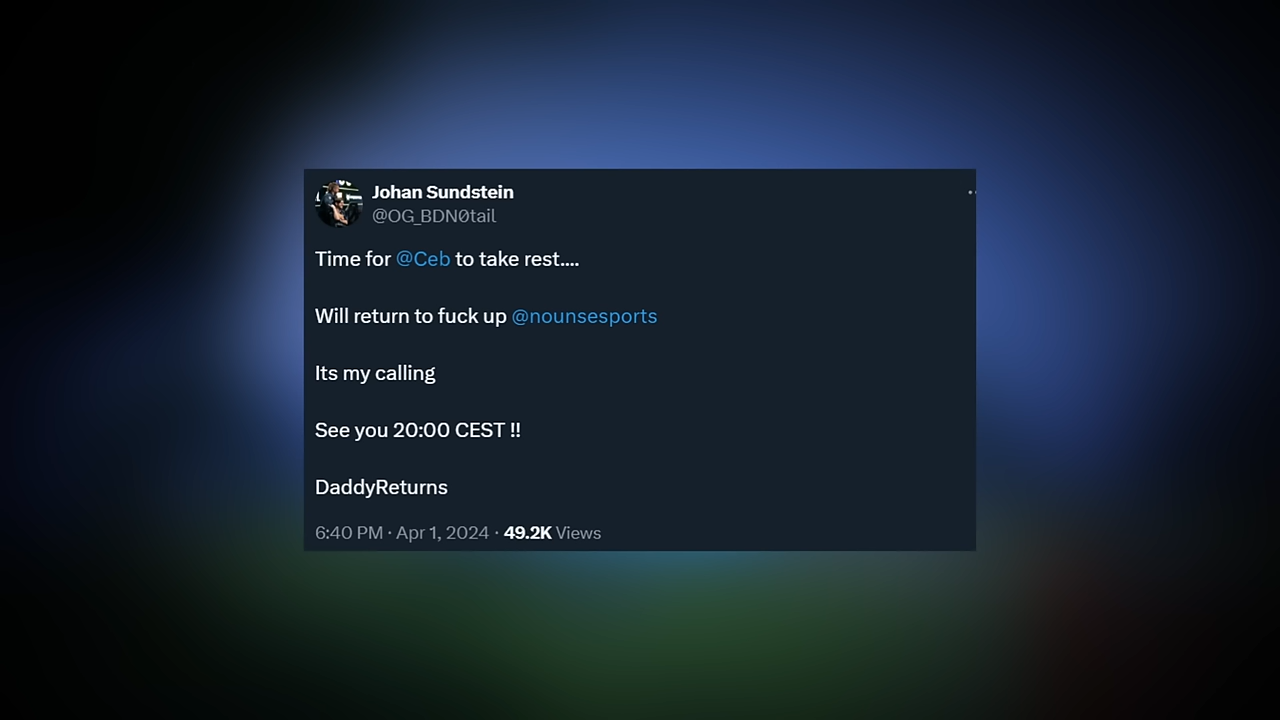 Johan Sundstein
@OG_BDN0tail
Time for @Ceb to take rest....
Will return to fuck up @nounsesports
Its my calling
See you 20:00 CEST !!
DaddyReturns
6:40 PM · Apr 1, 2024 · 49.2K Views